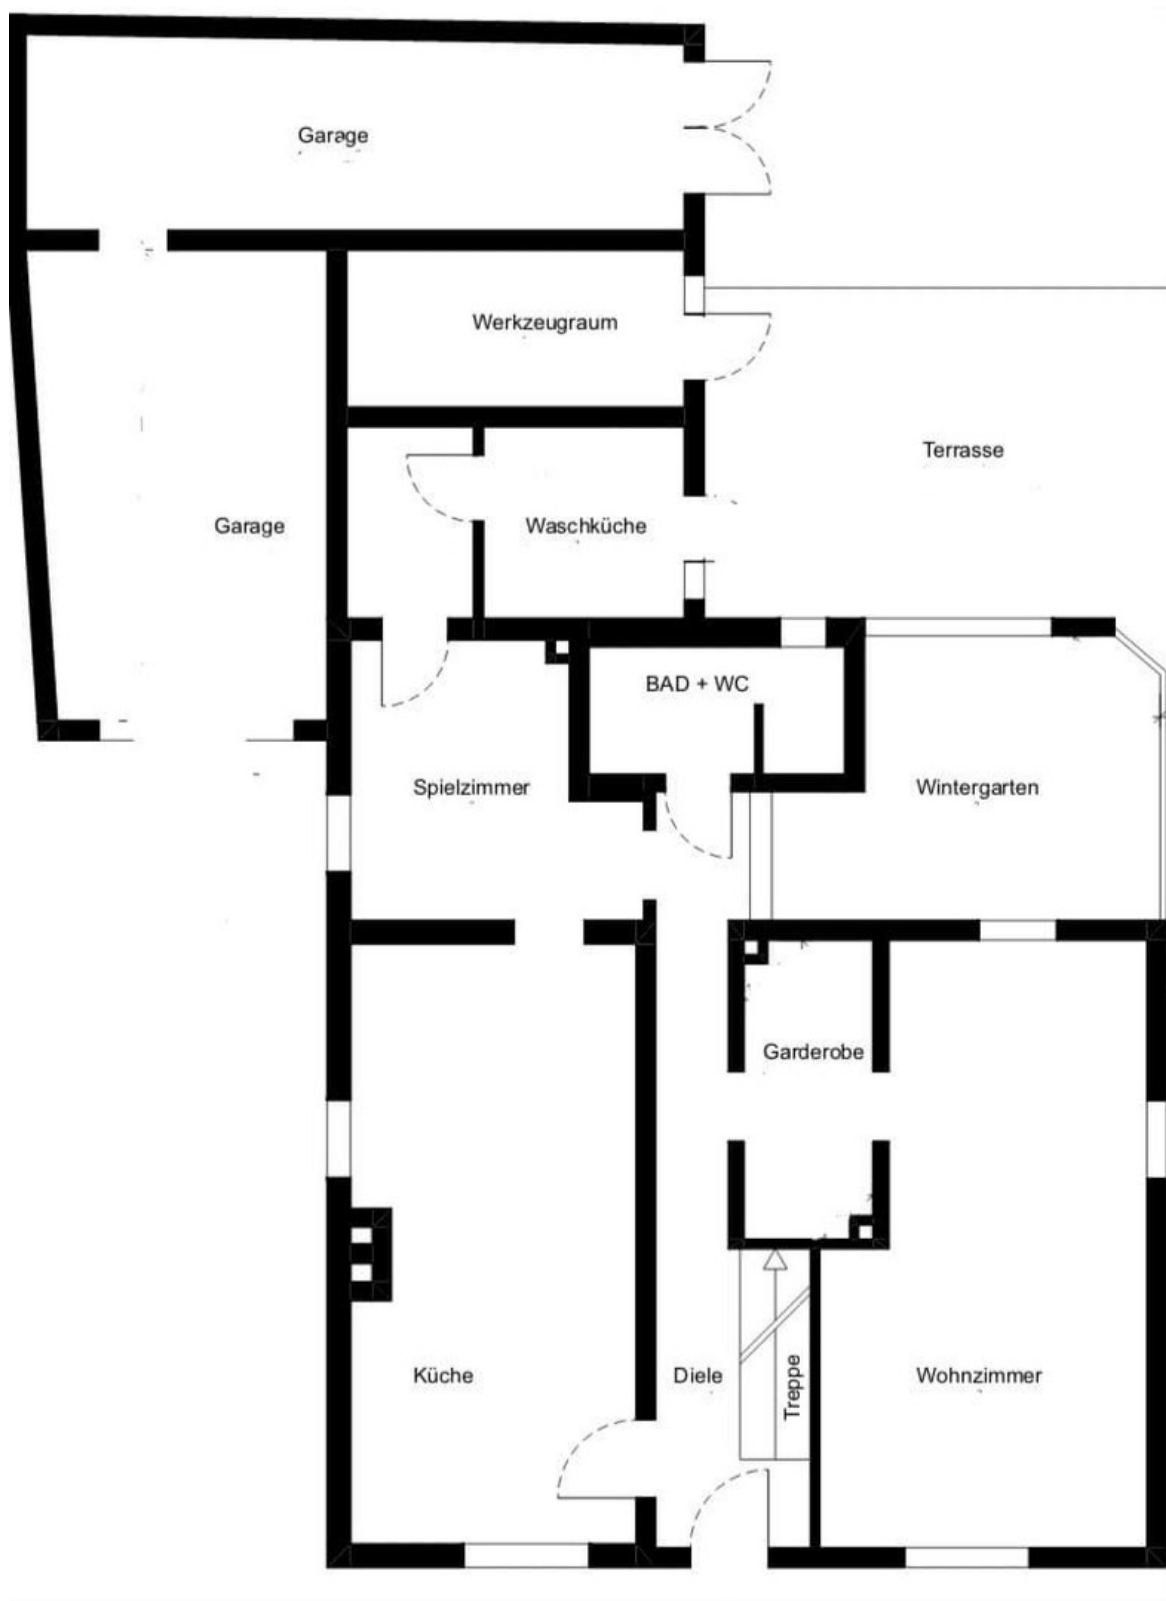 Garage
Werkzeugraum
Terrasse
Garage
Waschküche
BAD + WC
Spielzimmer
Wintergarten
Garderobe
Küche
Diele
Treppe
Wohnzimmer